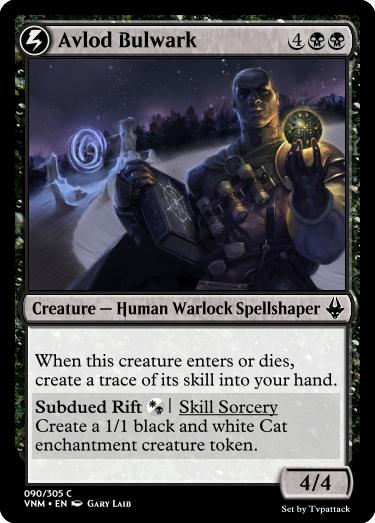 Avlod Bulwark 4
Creature — Human Warlock Spellshaper
When this creature enters or dies,
create a trace of its skill into your hand.
Subdued Rift | Skill Sorcery
Create a 1/1 black and white Cat
enchantment creature token.
4/4
090/305 C
VNM • EN Gary Laib
Set by Tvpattack